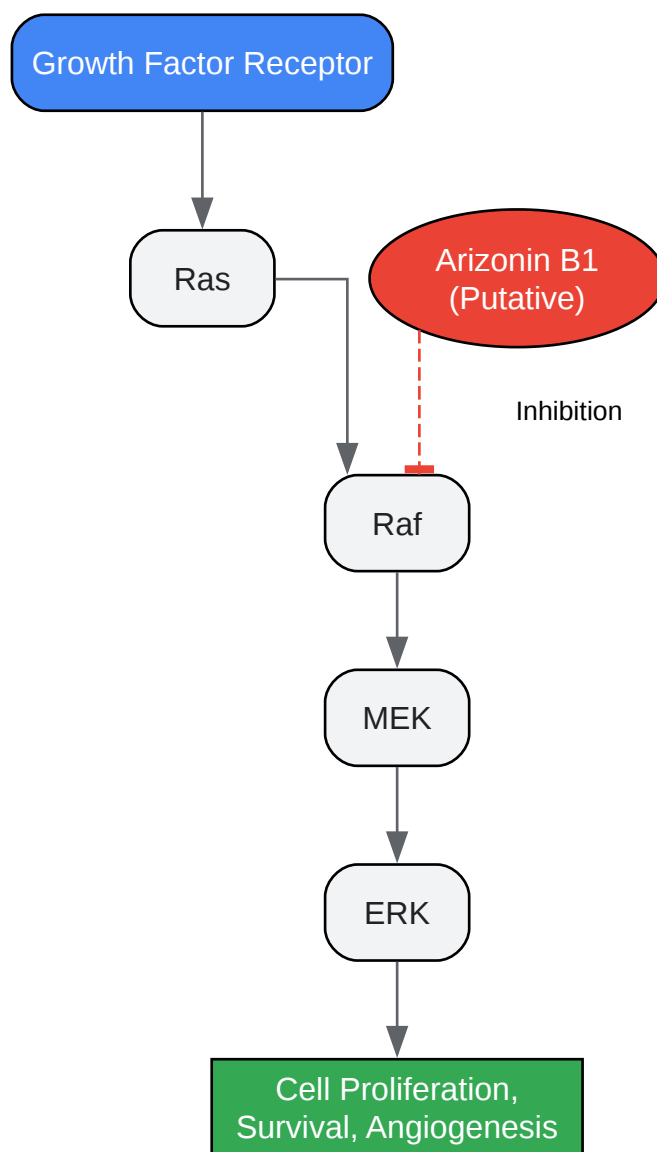 Growth Factor Receptor
Ras
Arizonin B1
(Putative)
Inhibition
Raf
MEK
ERK
Cell Proliferation,
Survival, Angiogenesis